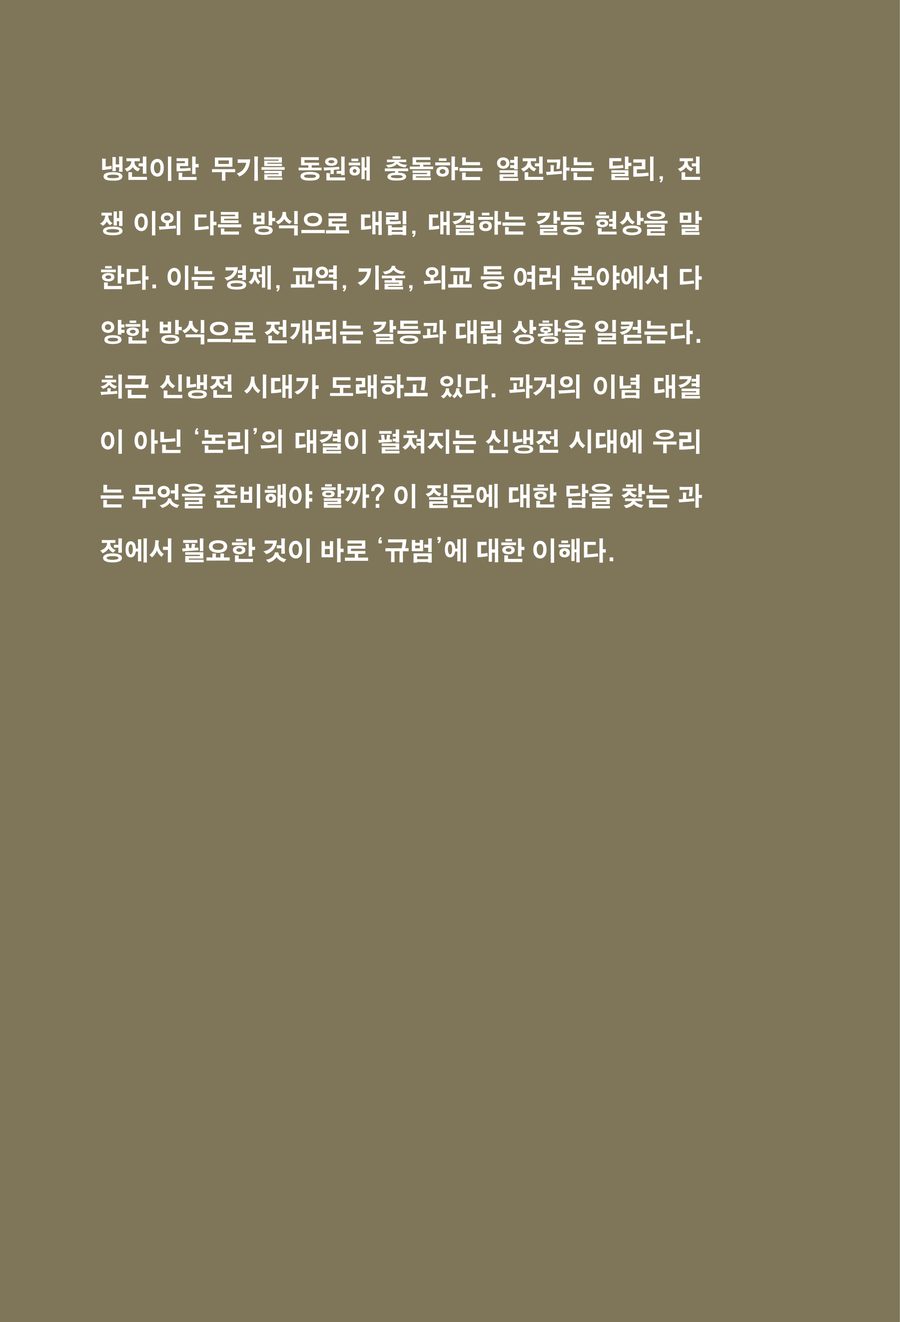 냉전이란 무기를 동원해 충돌하는 열전과는 달리, 전
쟁 이외 다른 방식으로 대립, 대결하는 갈등 현상을 말
한다. 이는 경제, 교역, 기술, 외교 등 여러 분야에서 다
양한 방식으로 전개되는 갈등과 대립 상황을 일컫는다.
최근 신냉전 시대가 도래하고 있다. 과거의 이념 대결
이 아닌 ‘논리’의 대결이 펼쳐지는 신냉전 시대에 우리
는 무엇을 준비해야 할까? 이 질문에 대한 답을 찾는 과
정에서 필요한 것이 바로 ‘규범’에 대한 이해다.